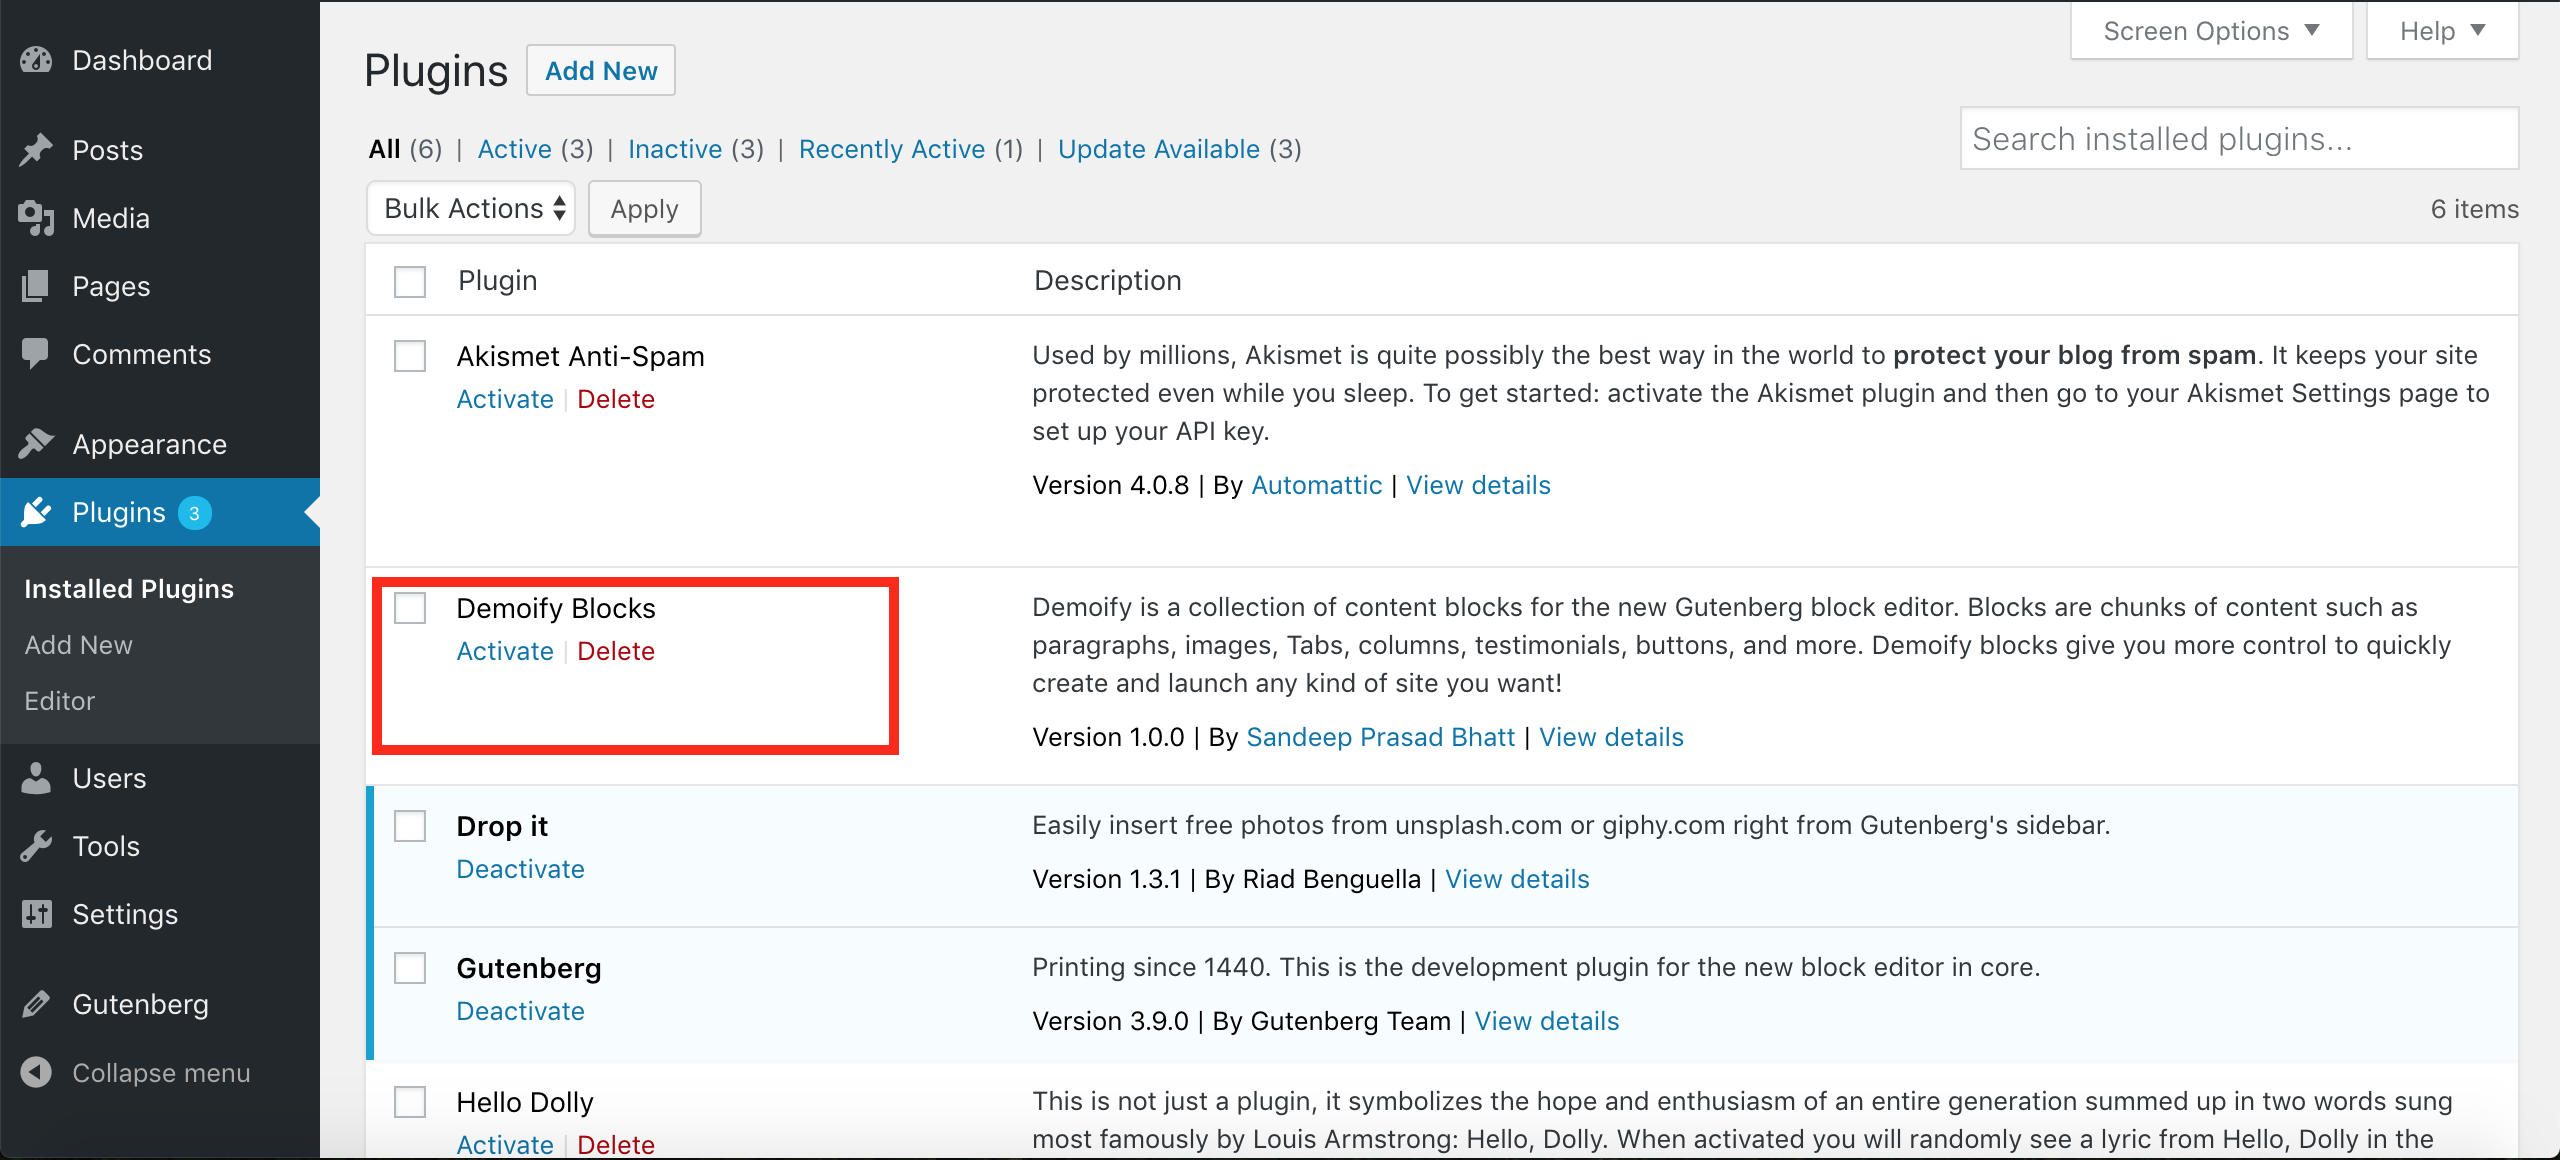 Dashboard
Posts
Media
Pages
Comments
Appearance
Plugins 3
Installed Plugins
Add New
Editor
Users
Tools
Settings
Gutenberg
Collapse menu
Screen Options
Help
Plugins Add New
All (6) | Active (3) | Inactive (3) | Recently Active (1) | Update Available (3)
Search installed plugins...
Bulk Actions Apply
6 items
Plugin Description
Akismet Anti-Spam
Activate | Delete
Used by millions, Akismet is quite possibly the best way in the world to protect your blog from spam. It keeps your site
protected even while you sleep. To get started: activate the Akismet plugin and then go to your Akismet Settings page to
set up your API key.
Version 4.0.8 | By Automattic | View details
Demoify Blocks
Activate | Delete
Demoify is a collection of content blocks for the new Gutenberg block editor. Blocks are chunks of content such as
paragraphs, images, Tabs, columns, testimonials, buttons, and more. Demoify blocks give you more control to quickly
create and launch any kind of site you want!
Version 1.0.0 | By Sandeep Prasad Bhatt | View details
Drop it
Deactivate
Easily insert free photos from unsplash.com or giphy.com right from Gutenberg's sidebar.
Version 1.3.1 | By Riad Benguella | View details
Gutenberg
Deactivate
Printing since 1440. This is the development plugin for the new block editor in core.
Version 3.9.0 | By Gutenberg Team | View details
Hello Dolly
Activate | Delete
This is not just a plugin, it symbolizes the hope and enthusiasm of an entire generation summed up in two words sung
most famously by Louis Armstrong: Hello, Dolly. When activated you will randomly see a lyric from Hello, Dolly in the